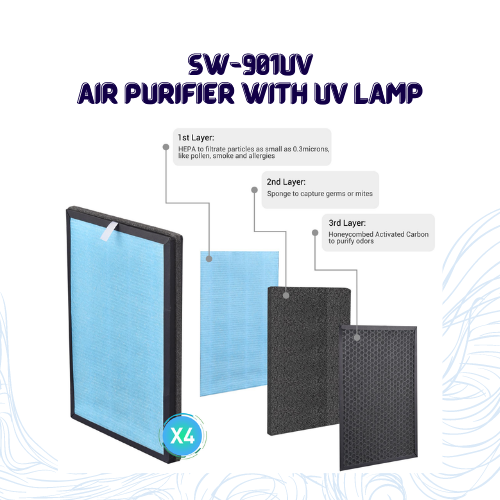 SW-901UV
AIR PURIFIER WITH UV LAMP
1st Layer:
HEPA to filtrate particles as small as 0.3microns,
like pollen, smoke and allergies
2nd Layer:
Sponge to capture germs or mites
3rd Layer:
Honeycombed Activated Carbon
to purify odors
X4